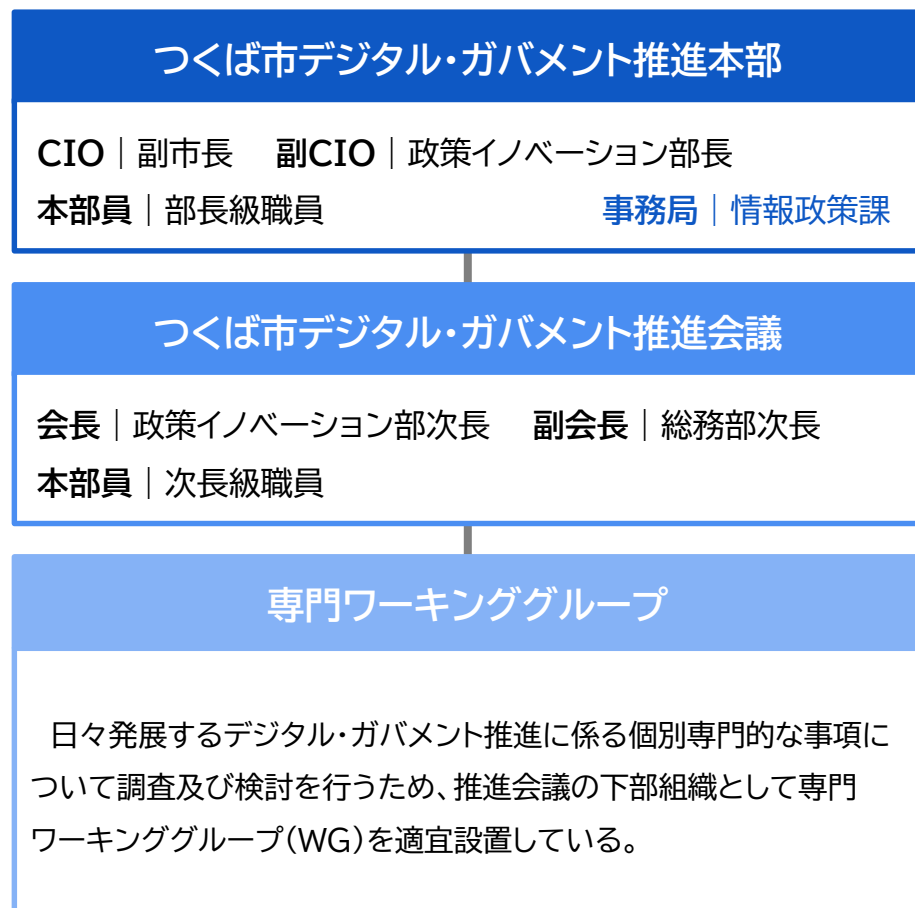 つくば市デジタル・ガバメント推進本部
CIO｜副市長　副CIO｜政策イノベーション部長
本部員｜部長級職員　事務局｜情報政策課
つくば市デジタル・ガバメント推進会議
会長｜政策イノベーション部次長　副会長｜総務部次長
本部員｜次長級職員
専門ワーキンググループ
日々発展するデジタル・ガバメント推進に係る個別専門的な事項に
ついて調査及び検討を行うため、推進会議の下部組織として専門
ワーキンググループ（WG）を適宜設置している。